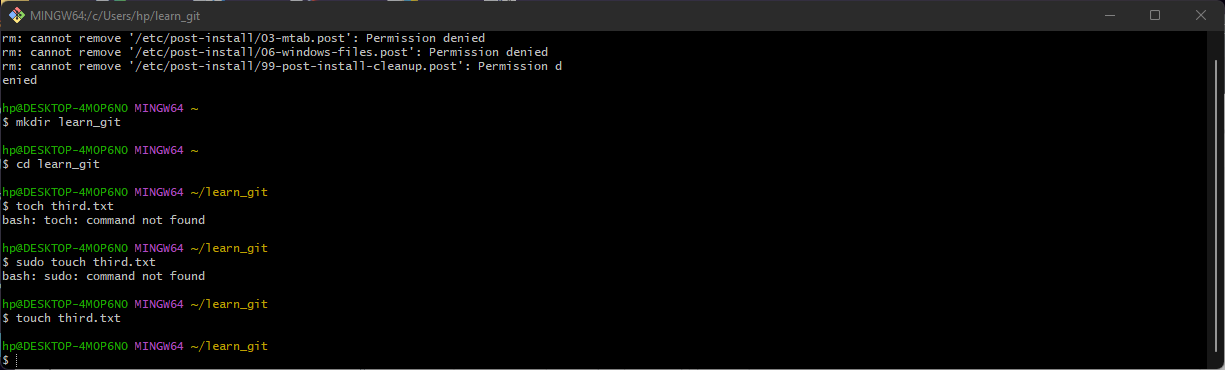 MINGW64:/c/Users/hp/learn_git
rm: cannot remove '/etc/post-install/03-mtab.post': Permission denied
rm: cannot remove '/etc/post-install/06-windows-files.post': Permission denied
rm: cannot remove '/etc/post-install/99-post-install-cleanup.post': Permission d
enied
hp@DESKTOP-4MOP6NO MINGW64 ~
$ mkdir learn_git
hp@DESKTOP-4MOP6NO MINGW64 ~
$ cd learn_git
hp@DESKTOP-4MOP6NO MINGW64 ~/learn_git
$ toch third.txt
bash: toch: command not found
hp@DESKTOP-4MOP6NO MINGW64 ~/learn_git
$ sudo touch third.txt
bash: sudo: command not found
hp@DESKTOP-4MOP6NO MINGW64 ~/learn_git
$ touch third.txt
hp@DESKTOP-4MOP6NO MINGW64 ~/learn_git
$